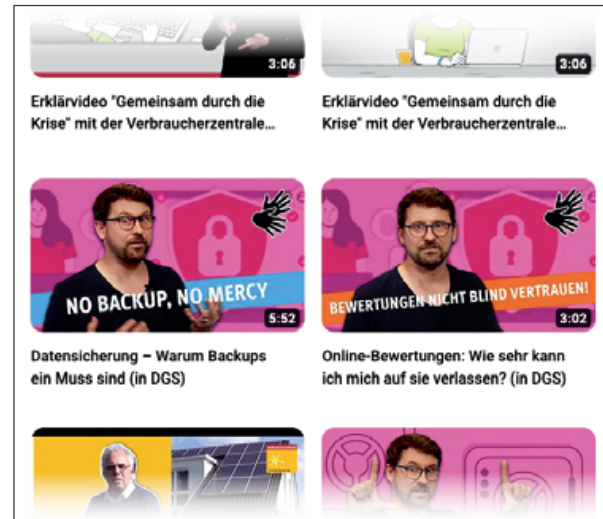 3:06
3:06
Erklärvideo "Gemeinsam durch die
Krise" mit der Verbraucherzentrale...
Erklärvideo "Gemeinsam durch die
Krise" mit der Verbraucherzentrale...
NO BACKUP, NO MERCY
5:52
BEWERTUNGEN NICHT BLIND VERTRAUEN!
3:02
Datensicherung – Warum Backups
ein Muss sind (in DGS)
Online-Bewertungen: Wie sehr kann
ich mich auf sie verlassen? (in DGS)